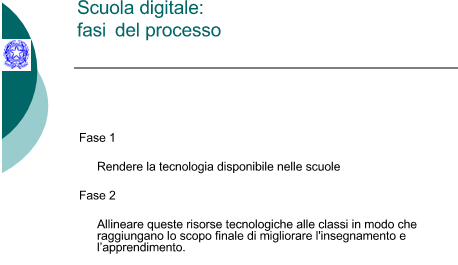 Scuola digitale:
fasi del processo
Fase 1
Rendere la tecnologia disponibile nelle scuole
Fase 2
Allineare queste risorse tecnologiche alle classi in modo che
raggiungano lo scopo finale di migliorare l'insegnamento e
l'apprendimento.